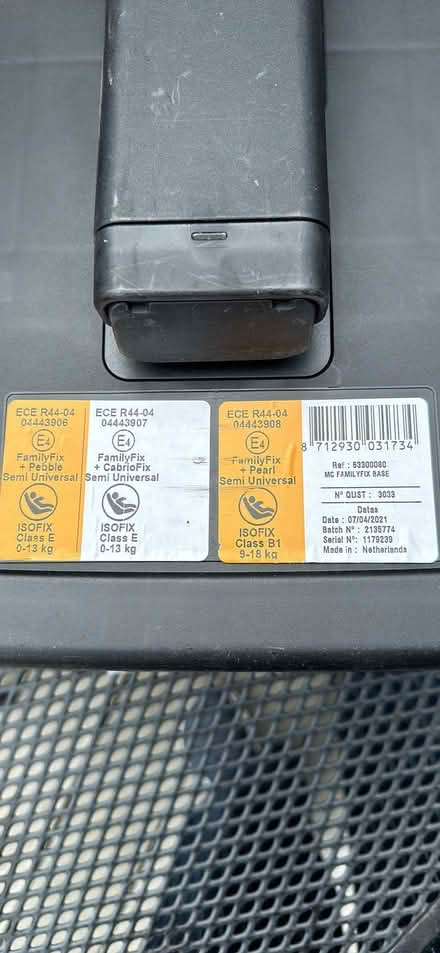 ECE R44-04
04443906
E4
FamilyFix
+ Pebble
Semi Universal
ISOFIX
Class E
0-13 kg
ECE R44-04
04443907
E4
FamilyFix
+ CabrioFix
Semi Universal
ISOFIX
Class E
0-13 kg
ECE R44-04
04443908
E4
FamilyFix
+ Pearl
Semi Universal
ISOFIX
Class B1
9-18 kg
8 712930 031734
Ref : 63300080
MC FAMILYFIX BASE
N° QUST : 3033
Datas
Date : 07/04/2021
Batch N° : 2135774
Serial N°: 1179239
Made in : Netherlands